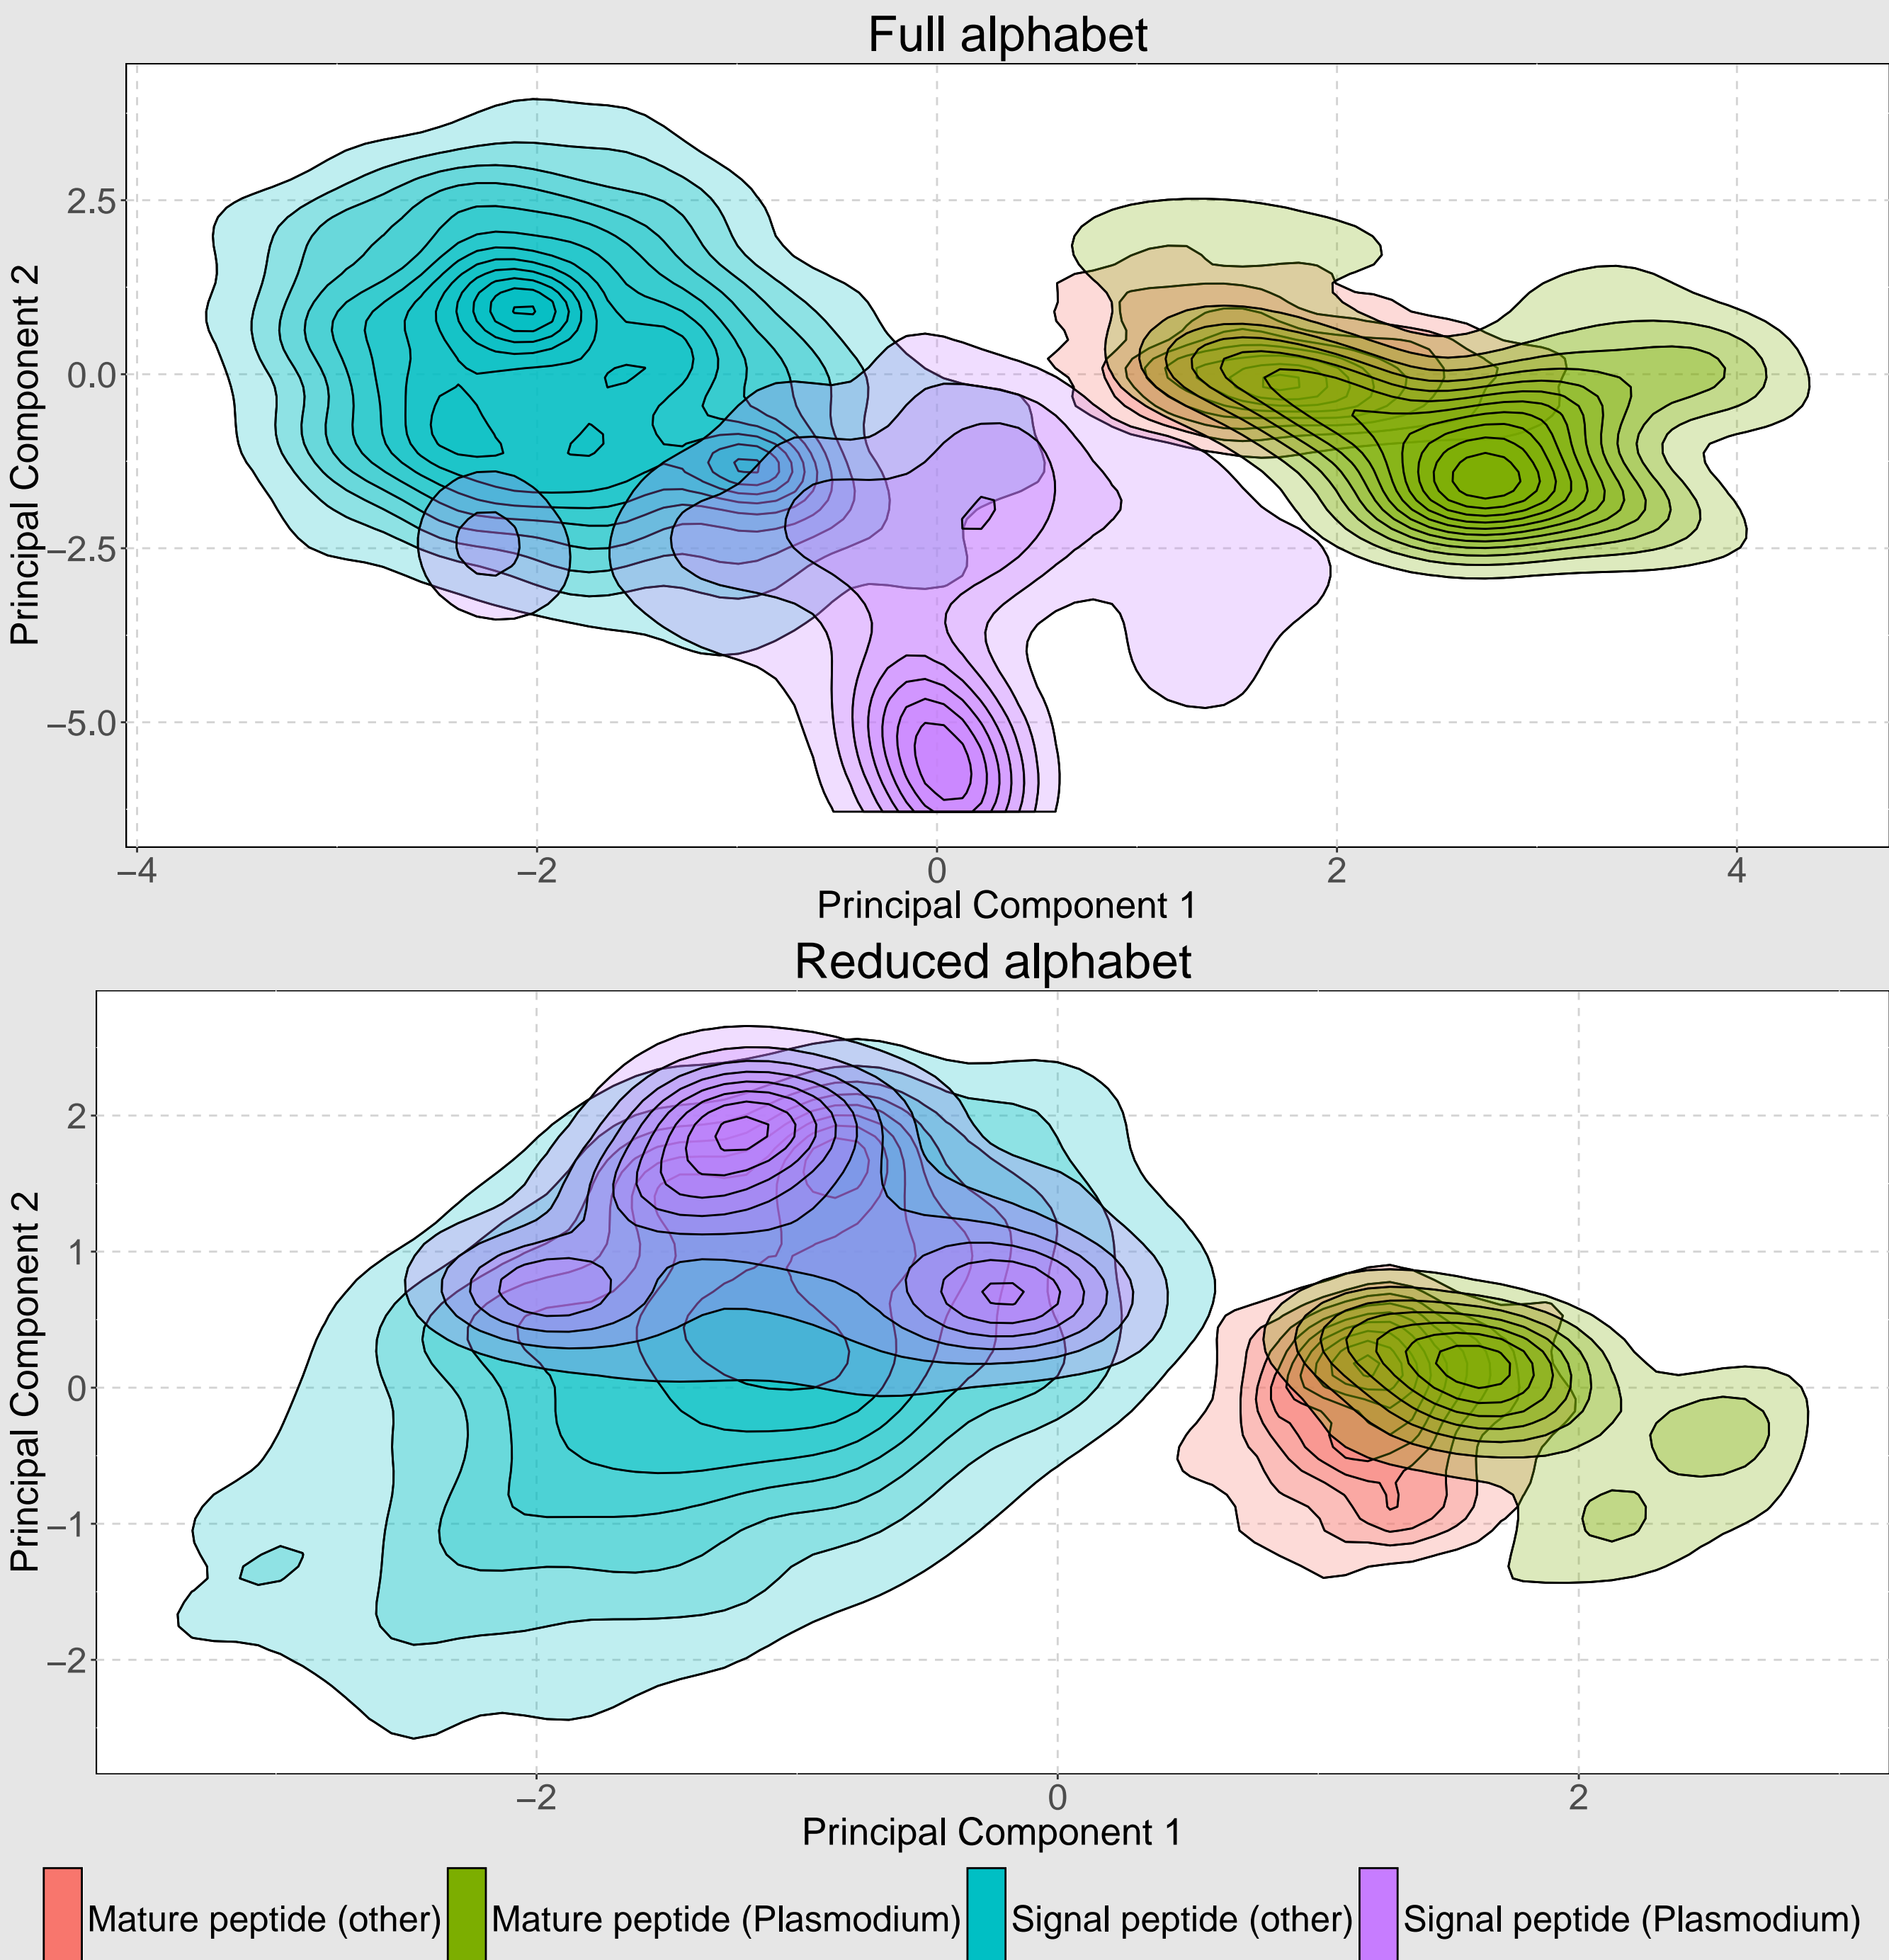 Full alphabet
2.5
0.0
−2.5
−5.0
Principal Component 2
−4 −2 0 2 4
Principal Component 1
Reduced alphabet
2
1
0
−1
−2
Principal Component 2
−2 0 2
Principal Component 1
Mature peptide (other) Mature peptide (Plasmodium) Signal peptide (other) Signal peptide (Plasmodium)